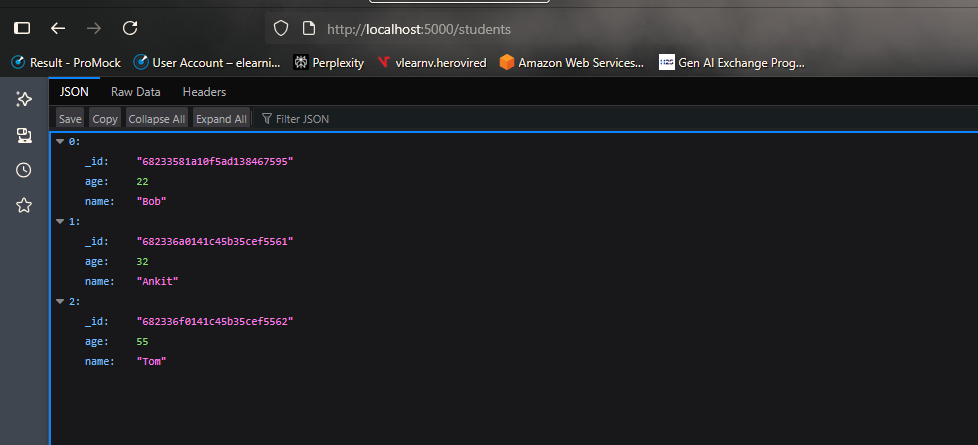 http://localhost:5000/students
Result - ProMock User Account – elearni... Perplexity vlearnv.herovired Amazon Web Services... Gen AI Exchange Prog...
JSON Raw Data Headers
Save Copy Collapse All Expand All Filter JSON
0:
_id: "68233581a10f5ad138467595"
age: 22
name: "Bob"
1:
_id: "682336a0141c45b35cef5561"
age: 32
name: "Ankit"
2:
_id: "682336f0141c45b35cef5562"
age: 55
name: "Tom"